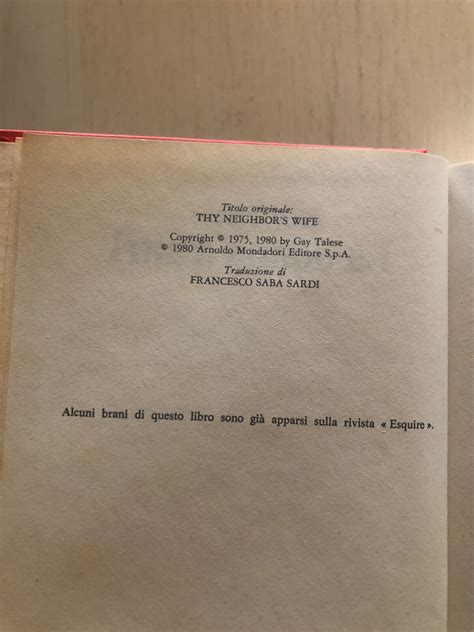 Titolo originale:
THY NEIGHBOR'S WIFE
Copyright © 1975, 1980 by Gay Talese
© 1980 Arnoldo Mondadori Editore S.p.A.
Traduzione di
FRANCESCO SABA SARDI
Alcuni brani di questo libro sono già apparsi sulla rivista « Esquire ».